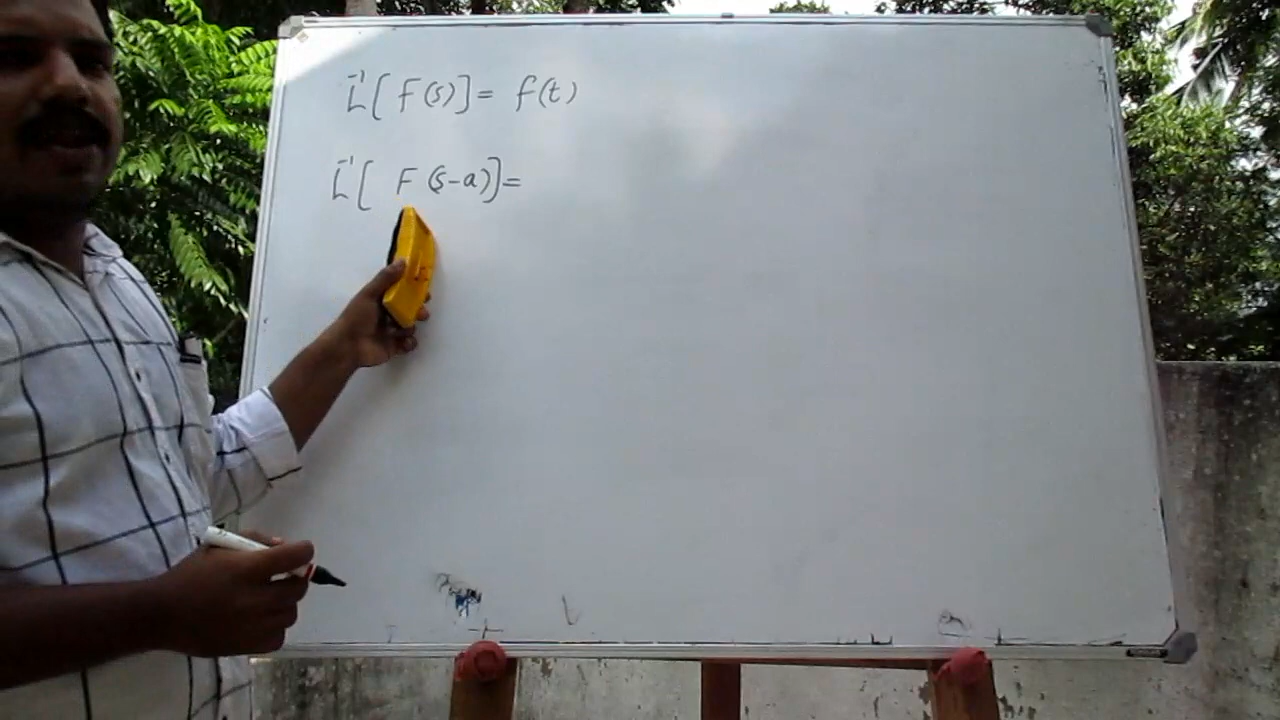 L⁻¹[F(s)] = f(t)
L⁻¹[F(s-a)] =